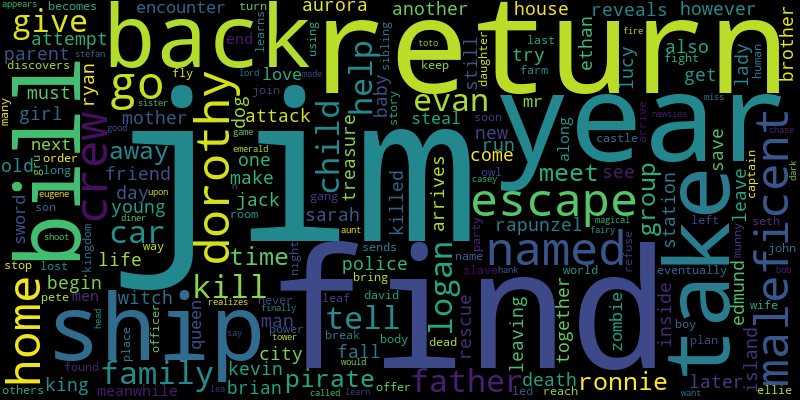 appears becomes encounter turn aurora another house reveals however
give back return
stefan end learns using toto last ethan lucy also lady brother
attempt fly love keep try farm fire fight get human
parent discovers ryan go lord made help still daughter
many must bill crew sister join baby sibling evan mr
girl mother dorothy dog attack steal soon year miss
good game child story new newsies chase
next order away emerald treasure run along castle dark
old gru long friend one jim killed come owl arrive save
eugene upon make escape see
day n meet group leave captain
sword son young jack arrives casey station left seth
diner room gang sarah rapunzel take munny
shoot car aunt named magical fairy john
kingdom way time night sends party refuse maleficent
stop lost life police name slave hank world eventually bob
home begin realizes never leaf bring logan edmund
pete men witch kill finally find leaving together zombie inside wife
officer queen man power david rescue boy plan
head ship tell break body dead island
place say tower city fall
others found family kevin would father death ronnie later
king meanwhile lea brian pirate offer led reach want ellie
called learn